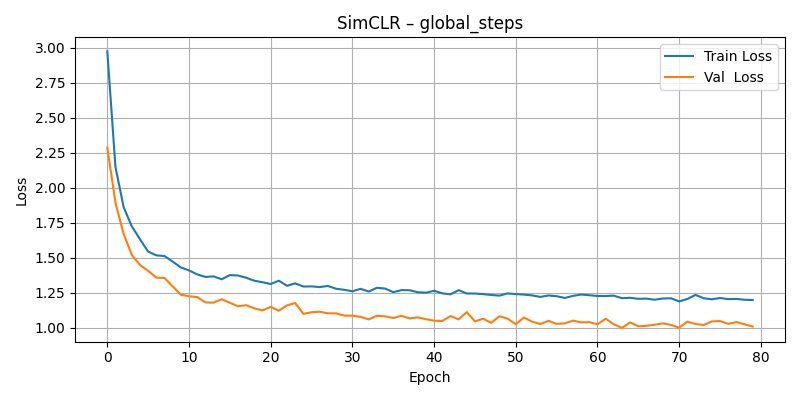 SimCLR – global_steps
3.00
2.75
2.50
2.25
2.00
1.75
1.50
1.25
1.00
Loss
Train Loss
Val  Loss
0 10 20 30 40 50 60 70 80
Epoch